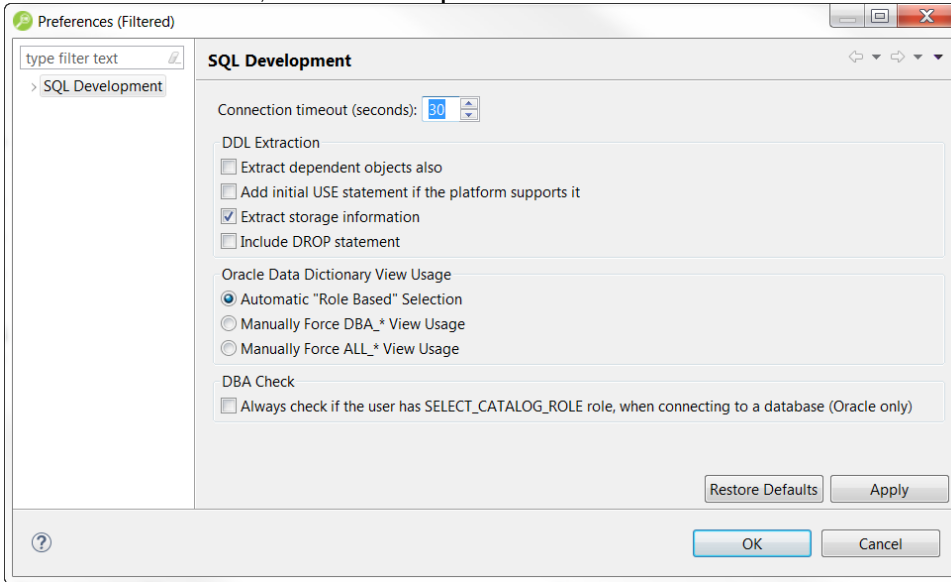 Preferences (Filtered)
type filter text
SQL Development
SQL Development
Connection timeout (seconds): 30
DDL Extraction
Extract dependent objects also
Add initial USE statement if the platform supports it
Extract storage information
Include DROP statement
Oracle Data Dictionary View Usage
Automatic "Role Based" Selection
Manually Force DBA_* View Usage
Manually Force ALL_* View Usage
DBA Check
Always check if the user has SELECT_CATALOG_ROLE role, when connecting to a database (Oracle only)
Restore Defaults Apply
OK Cancel